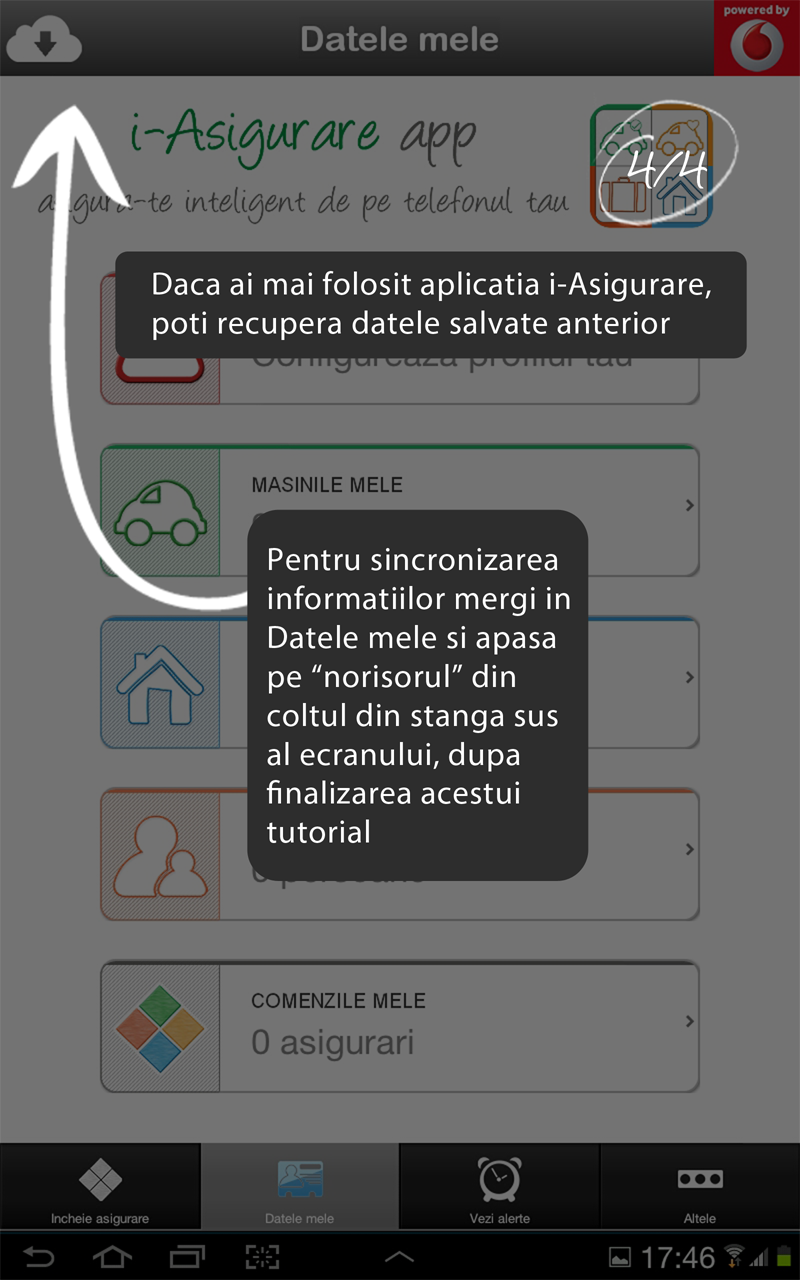 powered by
Datele mele
i-Asigurare app
4/4
asigura-te inteligent de pe telefonul tau
Daca ai mai folosit aplicatia i-Asigurare,
poti recupera datele salvate anterior
Configureaza profilul tau
MASINILE MELE
Pentru sincronizarea
informatiilor mergi in
Datele mele si apasa
pe “norisorul” din
coltul din stanga sus
al ecranului, dupa
finalizarea acestui
tutorial
0 persoane
COMENZILE MELE
0 asigurari
Incheie asigurare
Datele mele
Vezi alerte
Altele
17:46